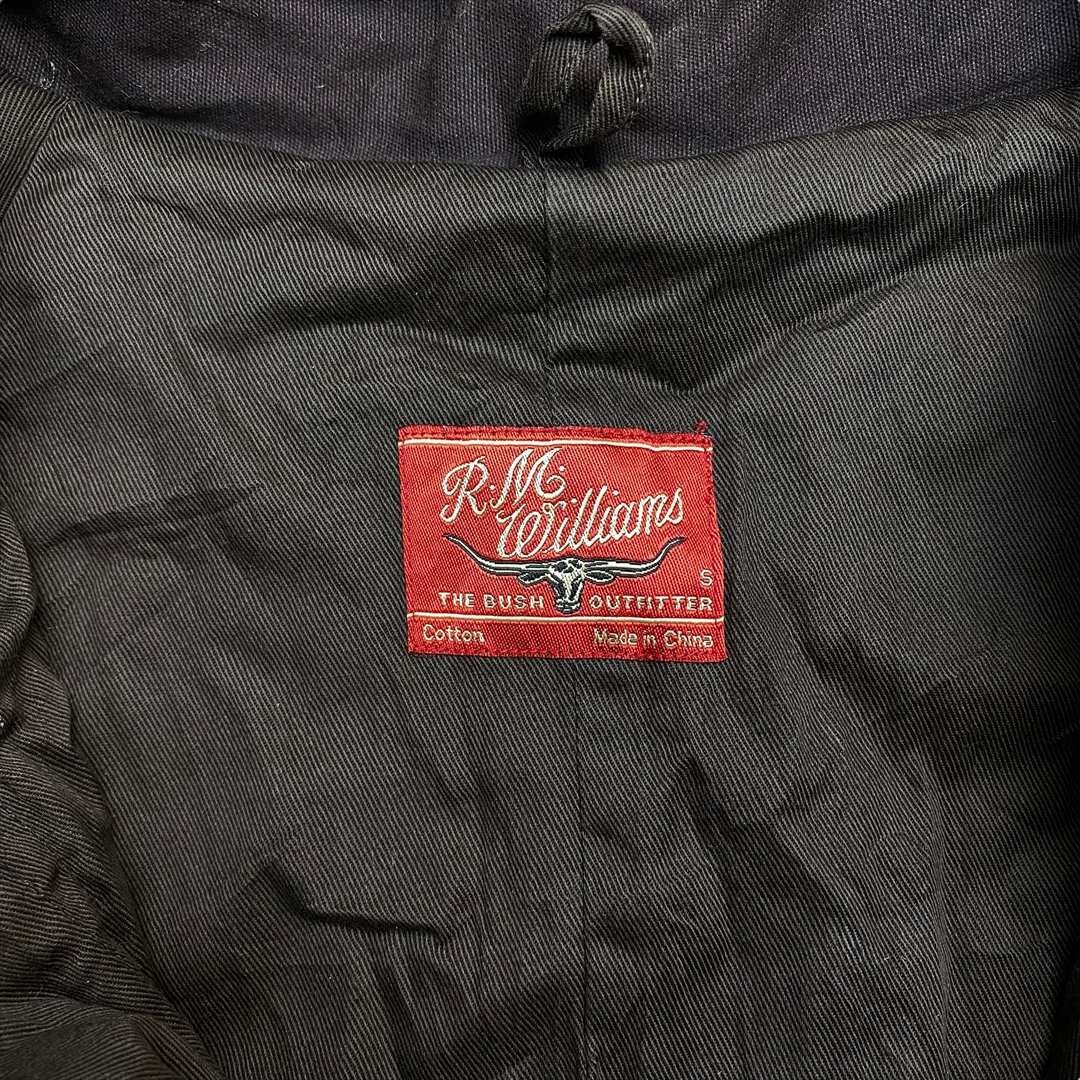 R.M.
Williams
S
THE BUSH OUTFITTER
Cotton Made in China